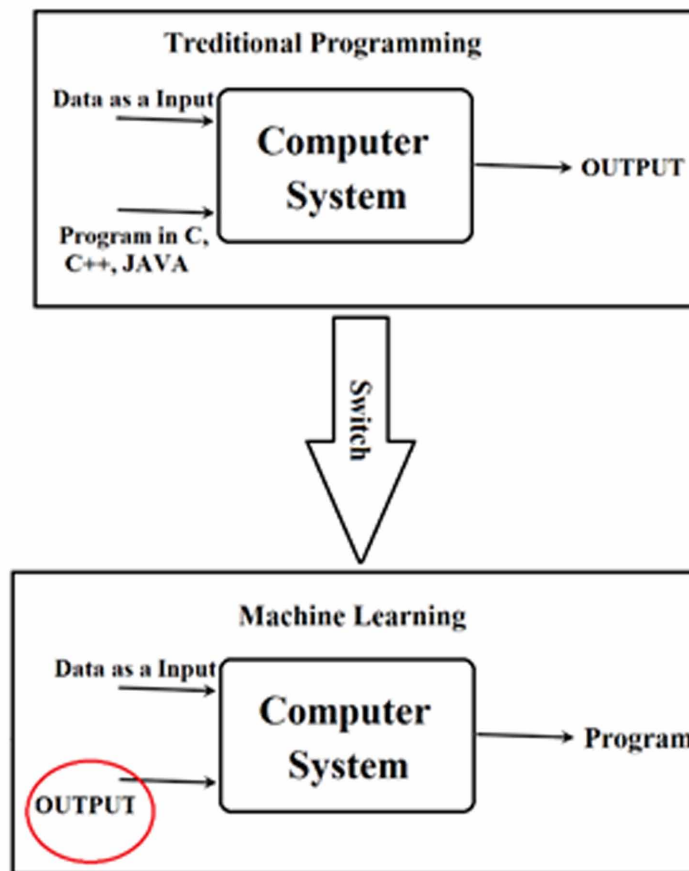 Treditional Programming
Data as a Input
Computer
System
OUTPUT
Program in C,
C++, JAVA
Switch
Machine Learning
Data as a Input
Computer
System
Program
OUTPUT